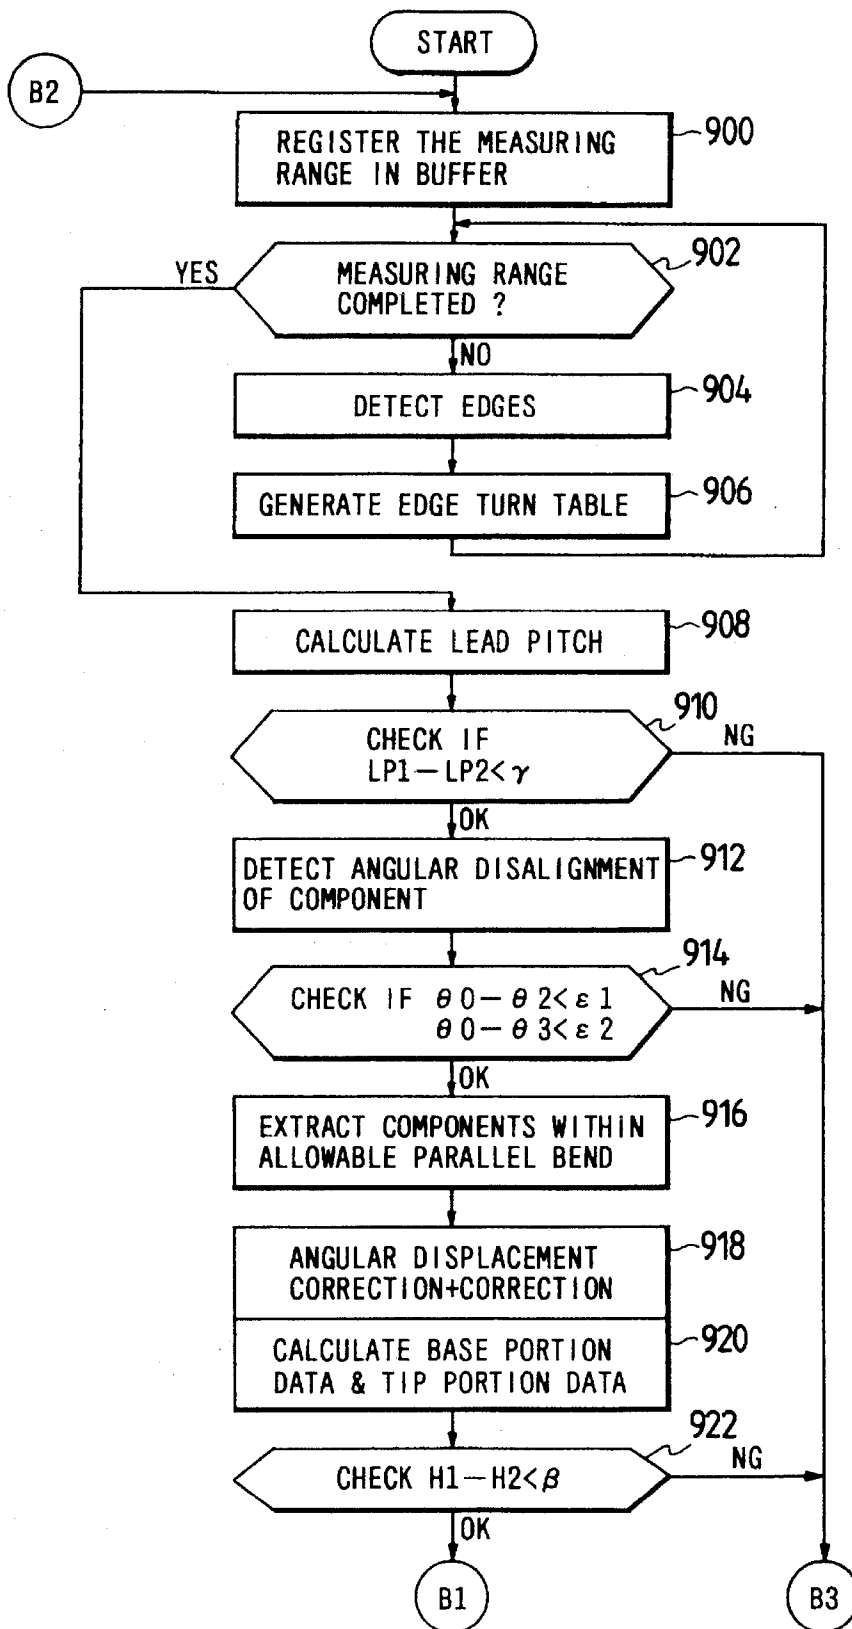 START
B2
REGISTER THE MEASURING
RANGE IN BUFFER
900
YES
MEASURING RANGE
COMPLETED ?
902
NO
DETECT EDGES
904
GENERATE EDGE TURN TABLE
906
CALCULATE LEAD PITCH
908
CHECK IF
LP1－LP2<γ
910
NG
OK
DETECT ANGULAR DISALIGNMENT
OF COMPONENT
912
CHECK IF θ0－θ2<ε1
θ0－θ3<ε2
914
NG
OK
EXTRACT COMPONENTS WITHIN
ALLOWABLE PARALLEL BEND
916
ANGULAR DISPLACEMENT
CORRECTION+CORRECTION
918
CALCULATE BASE PORTION
DATA & TIP PORTION DATA
920
CHECK H1－H2<β
922
NG
OK
B1
B3